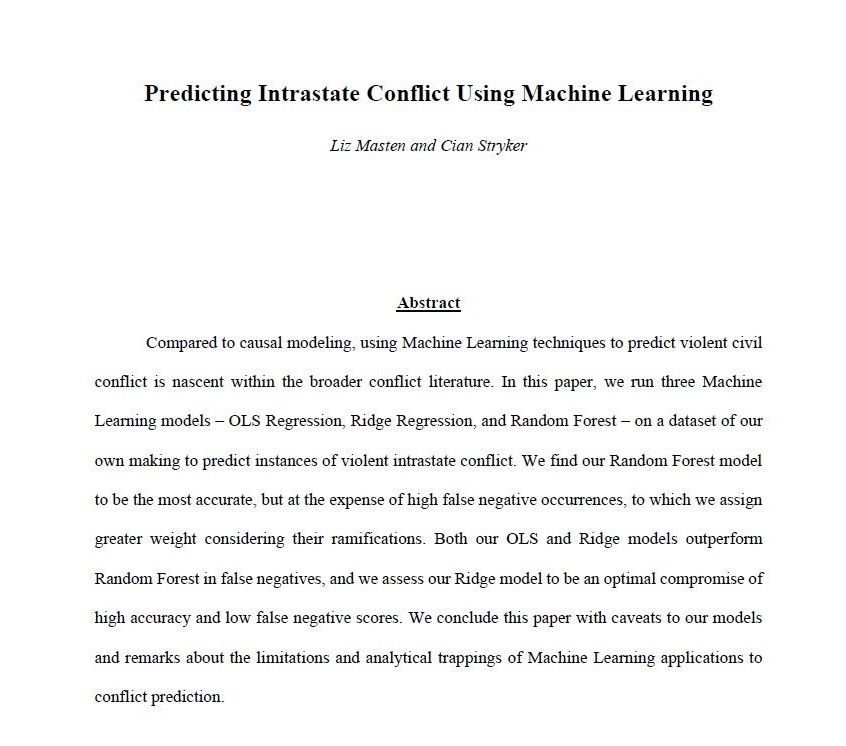 Predicting Intrastate Conflict Using Machine Learning
Liz Masten and Cian Stryker
Abstract
Compared to causal modeling, using Machine Learning techniques to predict violent civil
conflict is nascent within the broader conflict literature. In this paper, we run three Machine
Learning models – OLS Regression, Ridge Regression, and Random Forest – on a dataset of our
own making to predict instances of violent intrastate conflict. We find our Random Forest model
to be the most accurate, but at the expense of high false negative occurrences, to which we assign
greater weight considering their ramifications. Both our OLS and Ridge models outperform
Random Forest in false negatives, and we assess our Ridge model to be an optimal compromise of
high accuracy and low false negative scores. We conclude this paper with caveats to our models
and remarks about the limitations and analytical trappings of Machine Learning applications to
conflict prediction.